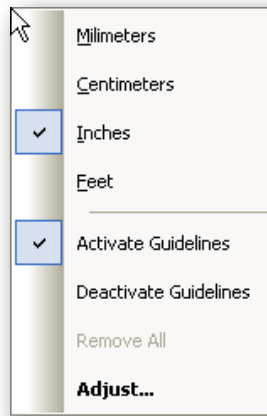 Milimeters
Centimeters
Inches
Feet
Activate Guidelines
Deactivate Guidelines
Remove All
Adjust...